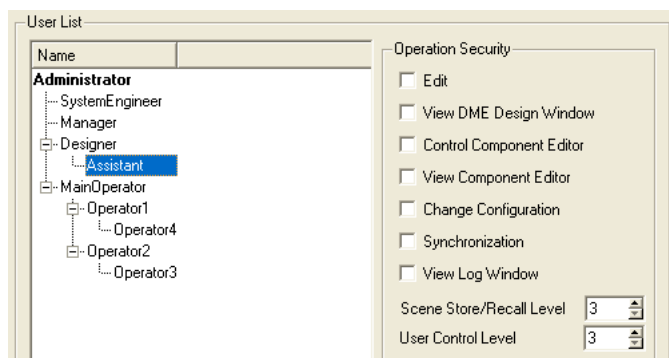 User List
Name
Administrator
SystemEngineer
Manager
Designer
Assistant
MainOperator
Operator1
Operator4
Operator2
Operator3
Operation Security
Edit
View DME Design Window
Control Component Editor
View Component Editor
Change Configuration
Synchronization
View Log Window
Scene Store/Recall Level 3
User Control Level 3